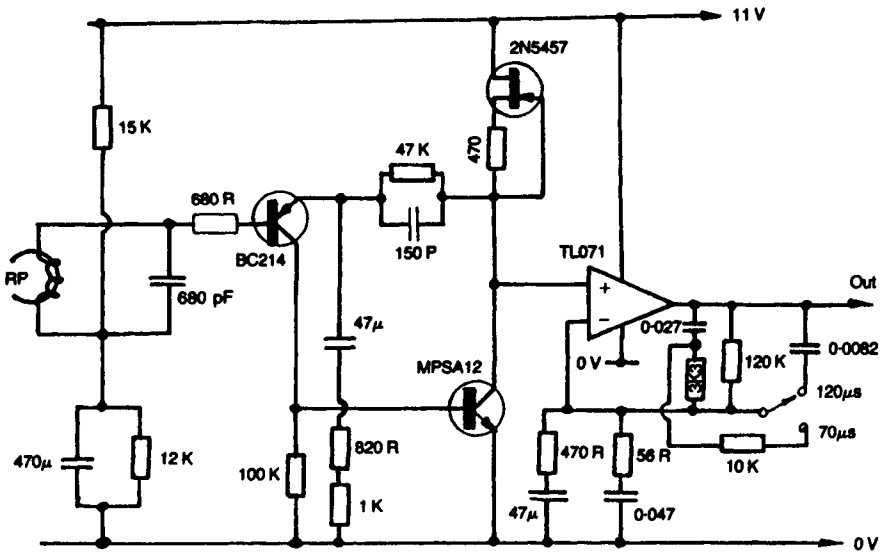 11 V
2N5457
15 K
47 K
470
680 R
150 P
BC214
TL071
RP
680 pF
+
Out
−
0·027
47μ
0·0082
120 K
3K3
0 V
MPSA12
120μs
70μs
820 R
470μ
12 K
100 K
470 R
56 R
10 K
1 K
47μ
0·047
0 V